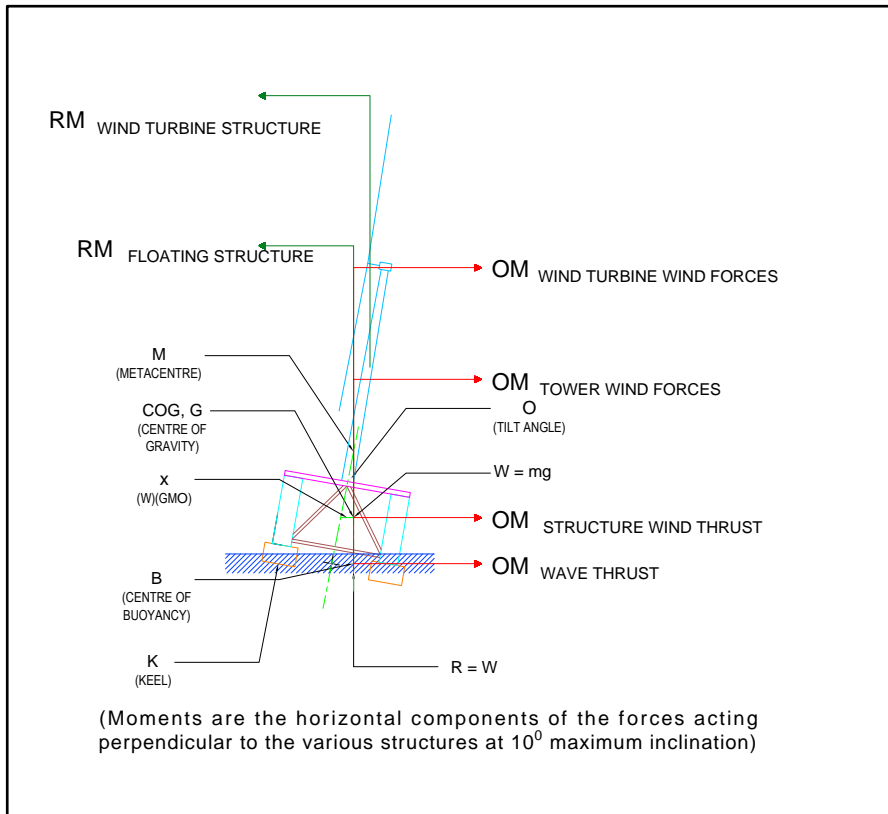 RM WIND TURBINE STRUCTURE
RM FLOATING STRUCTURE
OM WIND TURBINE WIND FORCES
M
(METACENTRE)
OM TOWER WIND FORCES
COG, G
(CENTRE OF
GRAVITY)
O
(TILT ANGLE)
x
(W)(GMO)
W = mg
OM STRUCTURE WIND THRUST
B
(CENTRE OF
BUOYANCY)
OM WAVE THRUST
K
(KEEL)
R = W
(Moments are the horizontal components of the forces acting
perpendicular to the various structures at 10⁰ maximum inclination)